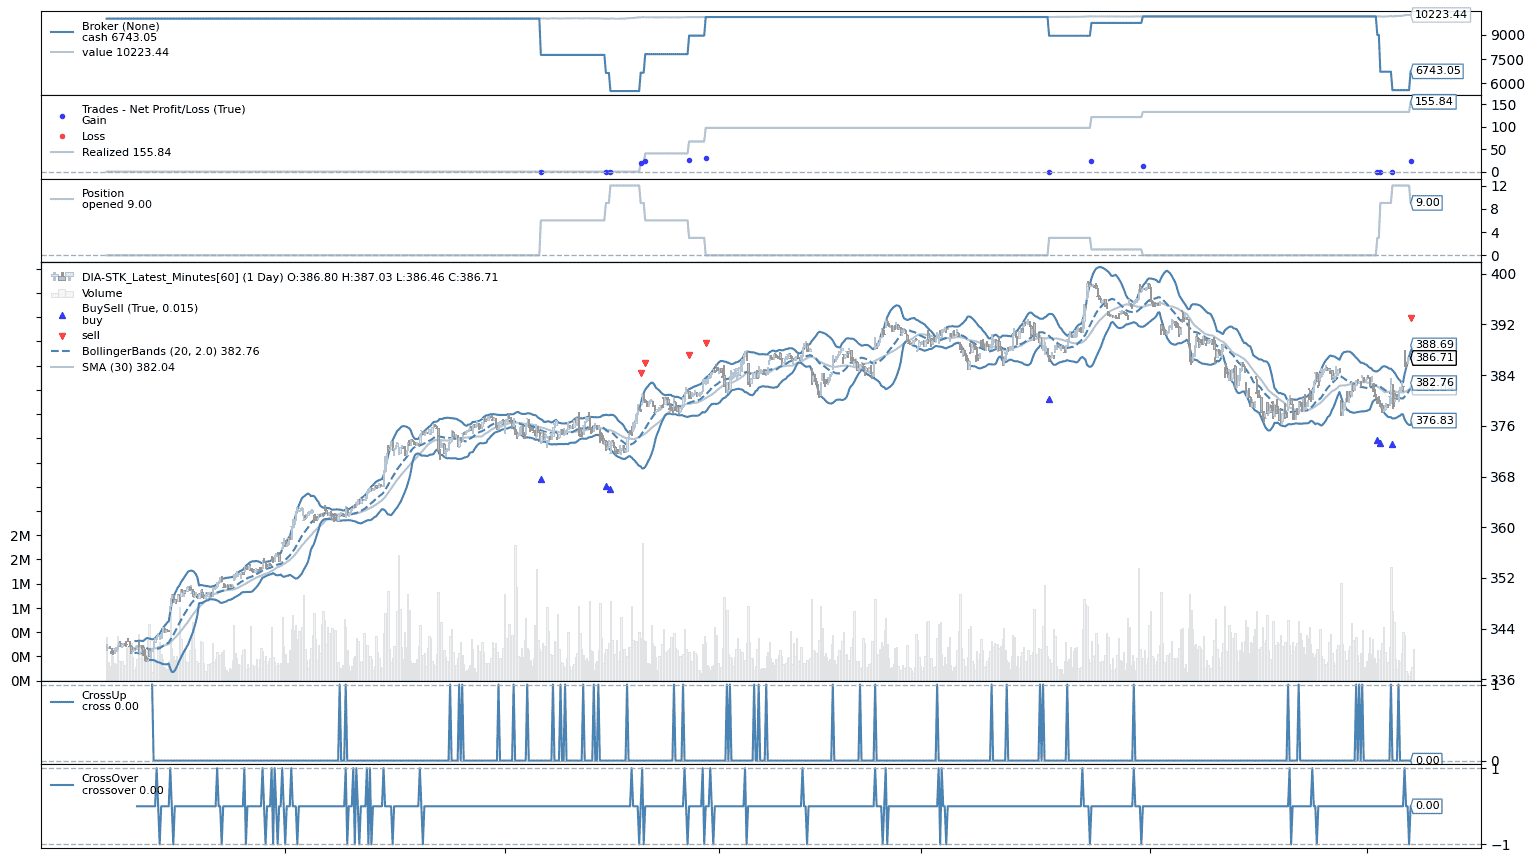 Broker (None)
cash 6743.05
value 10223.44
10223.44
9000
7500
6743.05
6000
Trades - Net Profit/Loss (True)
Gain
Loss
Realized 155.84
155.84
150
100
50
0
Position
opened 9.00
12
9.00
8
4
0
DIA-STK_Latest_Minutes[60] (1 Day) O:386.80 H:387.03 L:386.46 C:386.71
Volume
BuySell (True, 0.015)
buy
sell
BollingerBands (20, 2.0) 382.76
SMA (30) 382.04
400
392
388.69
386.71
384
382.76
376.83
376
368
360
352
344
336
2M
2M
1M
1M
0M
0M
0M
CrossUp
cross 0.00
1
0.00
0
CrossOver
crossover 0.00
1
0.00
−1